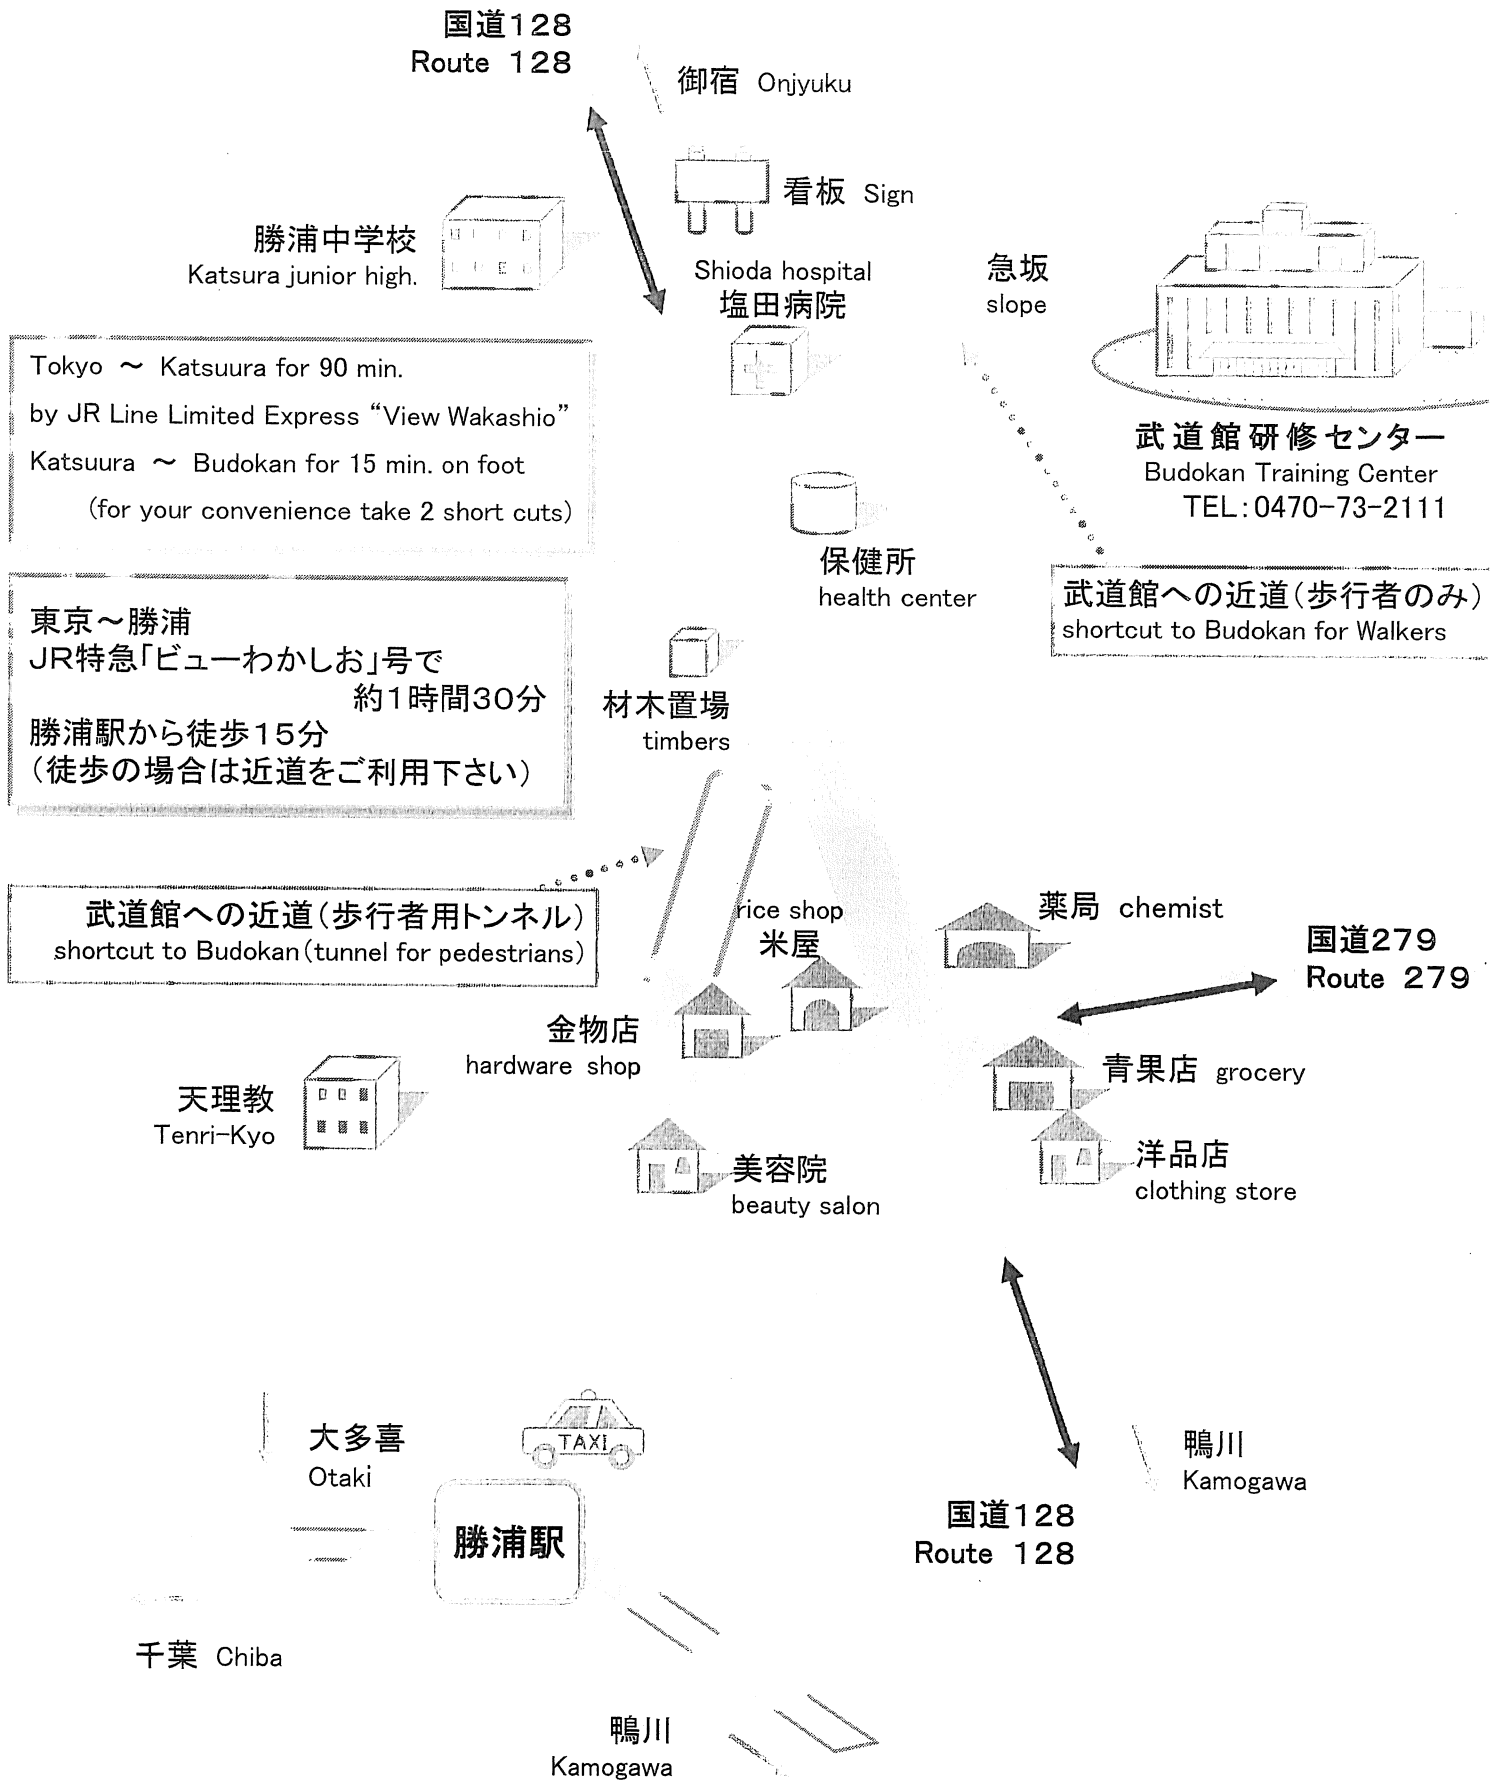 国道128
Route 128
御宿 Onjyuku
看板 Sign
勝浦中学校
Katsura junior high.
Shioda hospital
塩田病院
急坂
slope
Tokyo ～ Katsuura for 90 min.
by JR Line Limited Express “View Wakashio”
Katsuura ～ Budokan for 15 min. on foot
(for your convenience take 2 short cuts)
武道館研修センター
Budokan Training Center
TEL:0470-73-2111
保健所
health center
武道館への近道(歩行者のみ)
shortcut to Budokan for Walkers
東京～勝浦
JR特急｢ビューわかしお｣号で
約1時間30分
勝浦駅から徒歩15分
(徒歩の場合は近道をご利用下さい)
材木置場
timbers
武道館への近道(歩行者用トンネル)
shortcut to Budokan(tunnel for pedestrians)
rice shop
米屋
薬局 chemist
国道279
Route 279
金物店
hardware shop
青果店 grocery
天理教
Tenri-Kyo
美容院
beauty salon
洋品店
clothing store
大多喜
Otaki
TAXI
鴨川
Kamogawa
勝浦駅
国道128
Route 128
千葉 Chiba
鴨川
Kamogawa